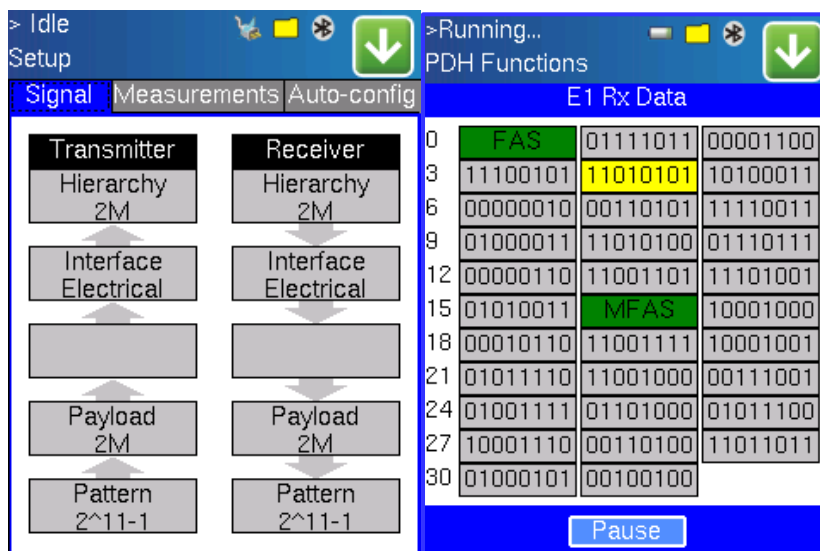 > Idle
Setup
Signal Measurements Auto-config
Transmitter Receiver
Hierarchy Hierarchy
2M 2M
Interface Interface
Electrical Electrical
Payload Payload
2M 2M
Pattern Pattern
2^11-1 2^11-1
>Running...
PDH Functions
E1 Rx Data
0 FAS 01111011 00001100
3 11100101 11010101 10100011
6 00000010 00110101 11110011
9 01000011 11010100 01110111
12 00000110 11001101 11101001
15 01010011 MFAS 10001000
18 00010110 11001111 10001001
21 01011110 11001000 00111001
24 01001111 01101000 01011100
27 10001110 00110100 11011011
30 01000101 00100100
Pause